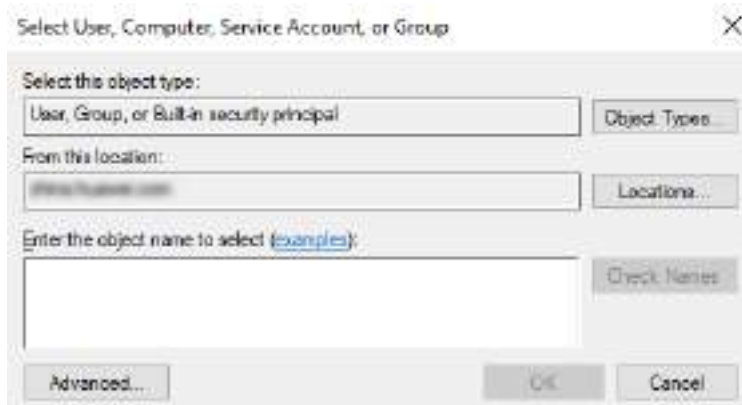 Select User, Computer, Service Account, or Group
Select this object type:
User, Group, or Built-in security principal
Object Types...
From this location:
Locations...
Enter the object name to select (examples):
Check Names
Advanced...
OK
Cancel